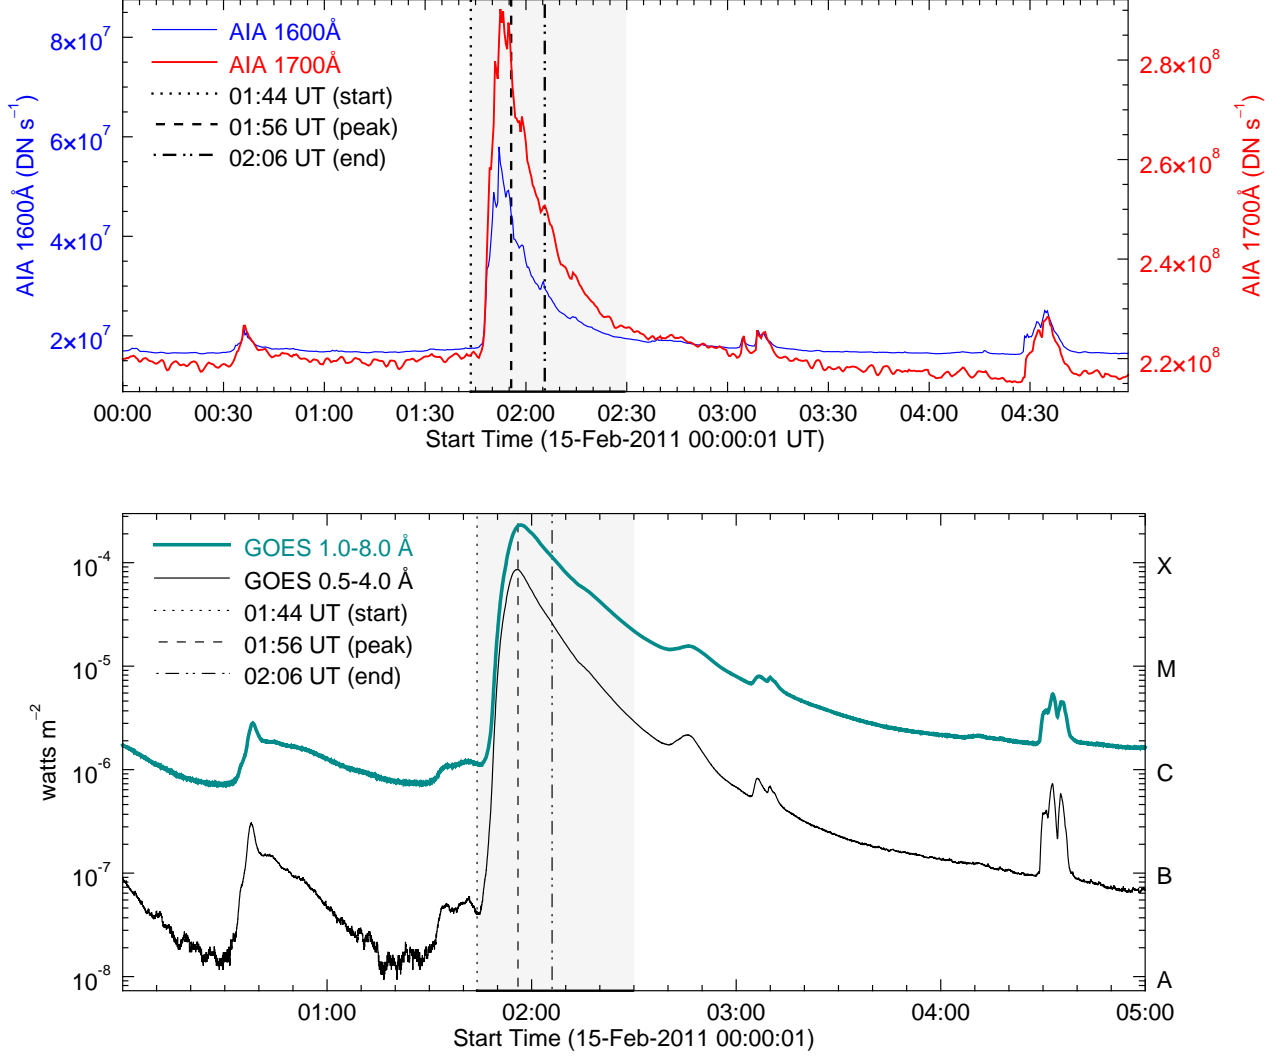 AIA 1600Å
AIA 1700Å
01:44 UT (start)
01:56 UT (peak)
02:06 UT (end)
8×10⁷
6×10⁷
4×10⁷
2×10⁷
AIA 1600Å (DN s⁻¹)
2.8×10⁸
2.6×10⁸
2.4×10⁸
2.2×10⁸
AIA 1700Å (DN s⁻¹)
00:00 00:30 01:00 01:30 02:00 02:30 03:00 03:30 04:00 04:30
Start Time (15-Feb-2011 00:00:01 UT)
GOES 1.0-8.0 Å
GOES 0.5-4.0 Å
01:44 UT (start)
01:56 UT (peak)
02:06 UT (end)
10⁻⁴
10⁻⁵
10⁻⁶
10⁻⁷
10⁻⁸
watts m⁻²
X
M
C
B
A
01:00 02:00 03:00 04:00 05:00
Start Time (15-Feb-2011 00:00:01)